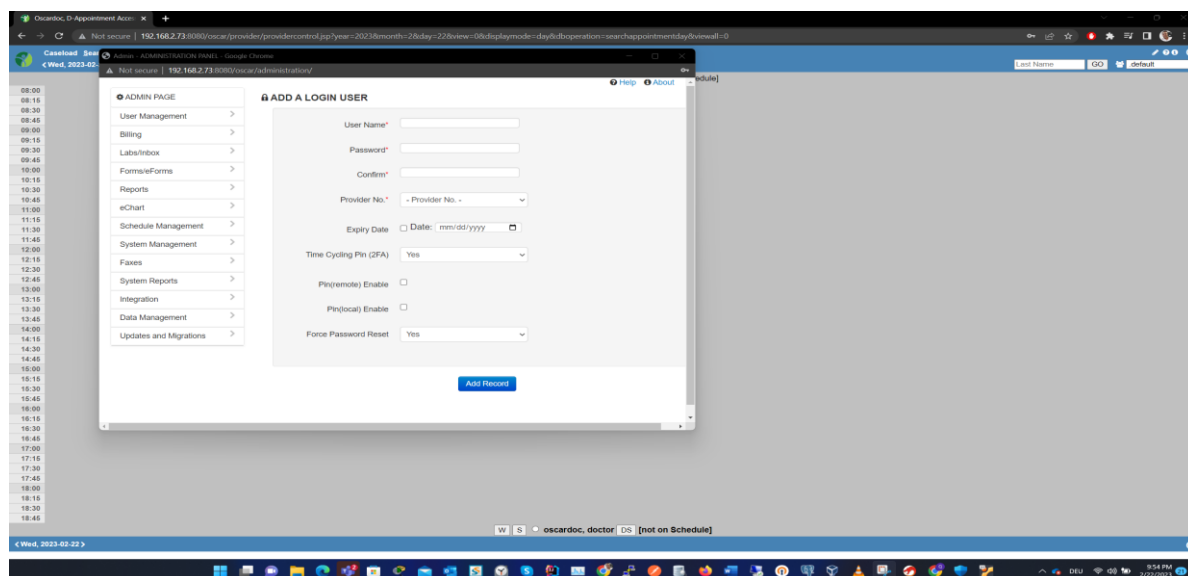 Oscardoc, D-Appointment Acces
Not secure | 192.168.2.73:8080/oscar/provider/providercontrol.jsp?year=2023&month=2&day=22&view=0&displaymode=day&dboperation=searchappointmentday&viewall=0
Caseload
< Wed, 2023-02-
Last Name GO default
Admin - ADMINISTRATION PANEL - Google Chrome
Not secure | 192.168.2.73:8080/oscar/administration/
Help About
ADMIN PAGE
User Management
Billing
Labs/Inbox
Forms/eForms
Reports
eChart
Schedule Management
System Management
Faxes
System Reports
Integration
Data Management
Updates and Migrations
ADD A LOGIN USER
User Name*
Password*
Confirm*
Provider No.* - Provider No. -
Expiry Date Date: mm/dd/yyyy
Time Cycling Pin (2FA) Yes
Pin(remote) Enable
Pin(local) Enable
Force Password Reset Yes
Add Record
08:00
08:15
08:30
08:45
09:00
09:15
09:30
09:45
10:00
10:15
10:30
10:45
11:00
11:15
11:30
11:45
12:00
12:15
12:30
12:45
13:00
13:15
13:30
13:45
14:00
14:15
14:30
14:45
15:00
15:15
15:30
15:45
16:00
16:15
16:30
16:45
17:00
17:15
17:30
17:45
18:00
18:15
18:30
18:45
W S oscardoc, doctor DS [not on Schedule]
< Wed, 2023-02-22 >
DEU
9:54 PM
2/22/2023